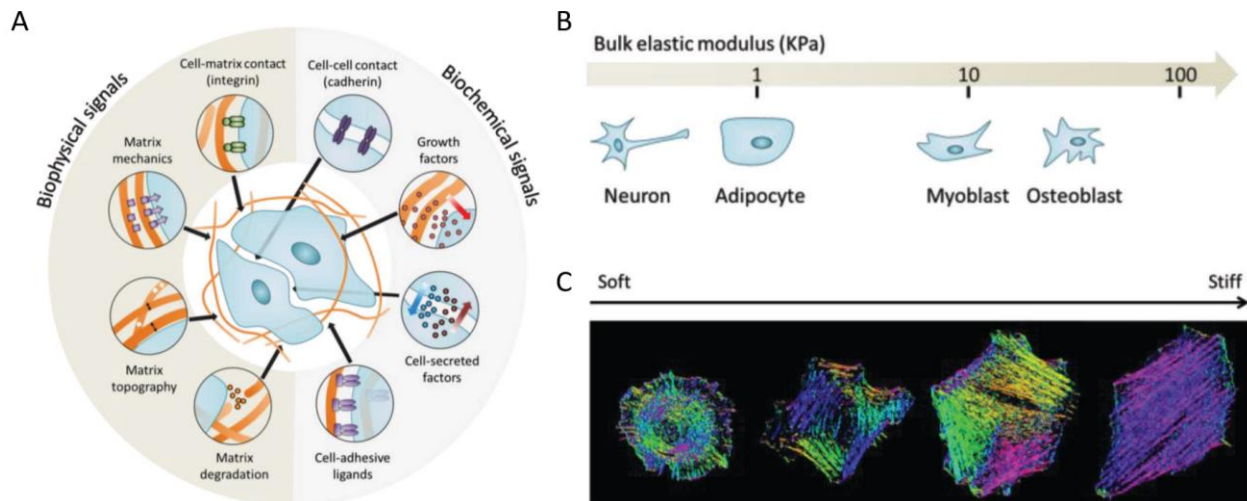 A
Biophysical signals
Biochemical signals
Cell-matrix contact
(integrin)
Cell-cell contact
(cadherin)
Matrix
mechanics
Growth
factors
Matrix
topography
Cell-secreted
factors
Matrix
degradation
Cell-adhesive
ligands
B
Bulk elastic modulus (KPa)
1 10 100
Neuron Adipocyte Myoblast Osteoblast
C
Soft Stiff